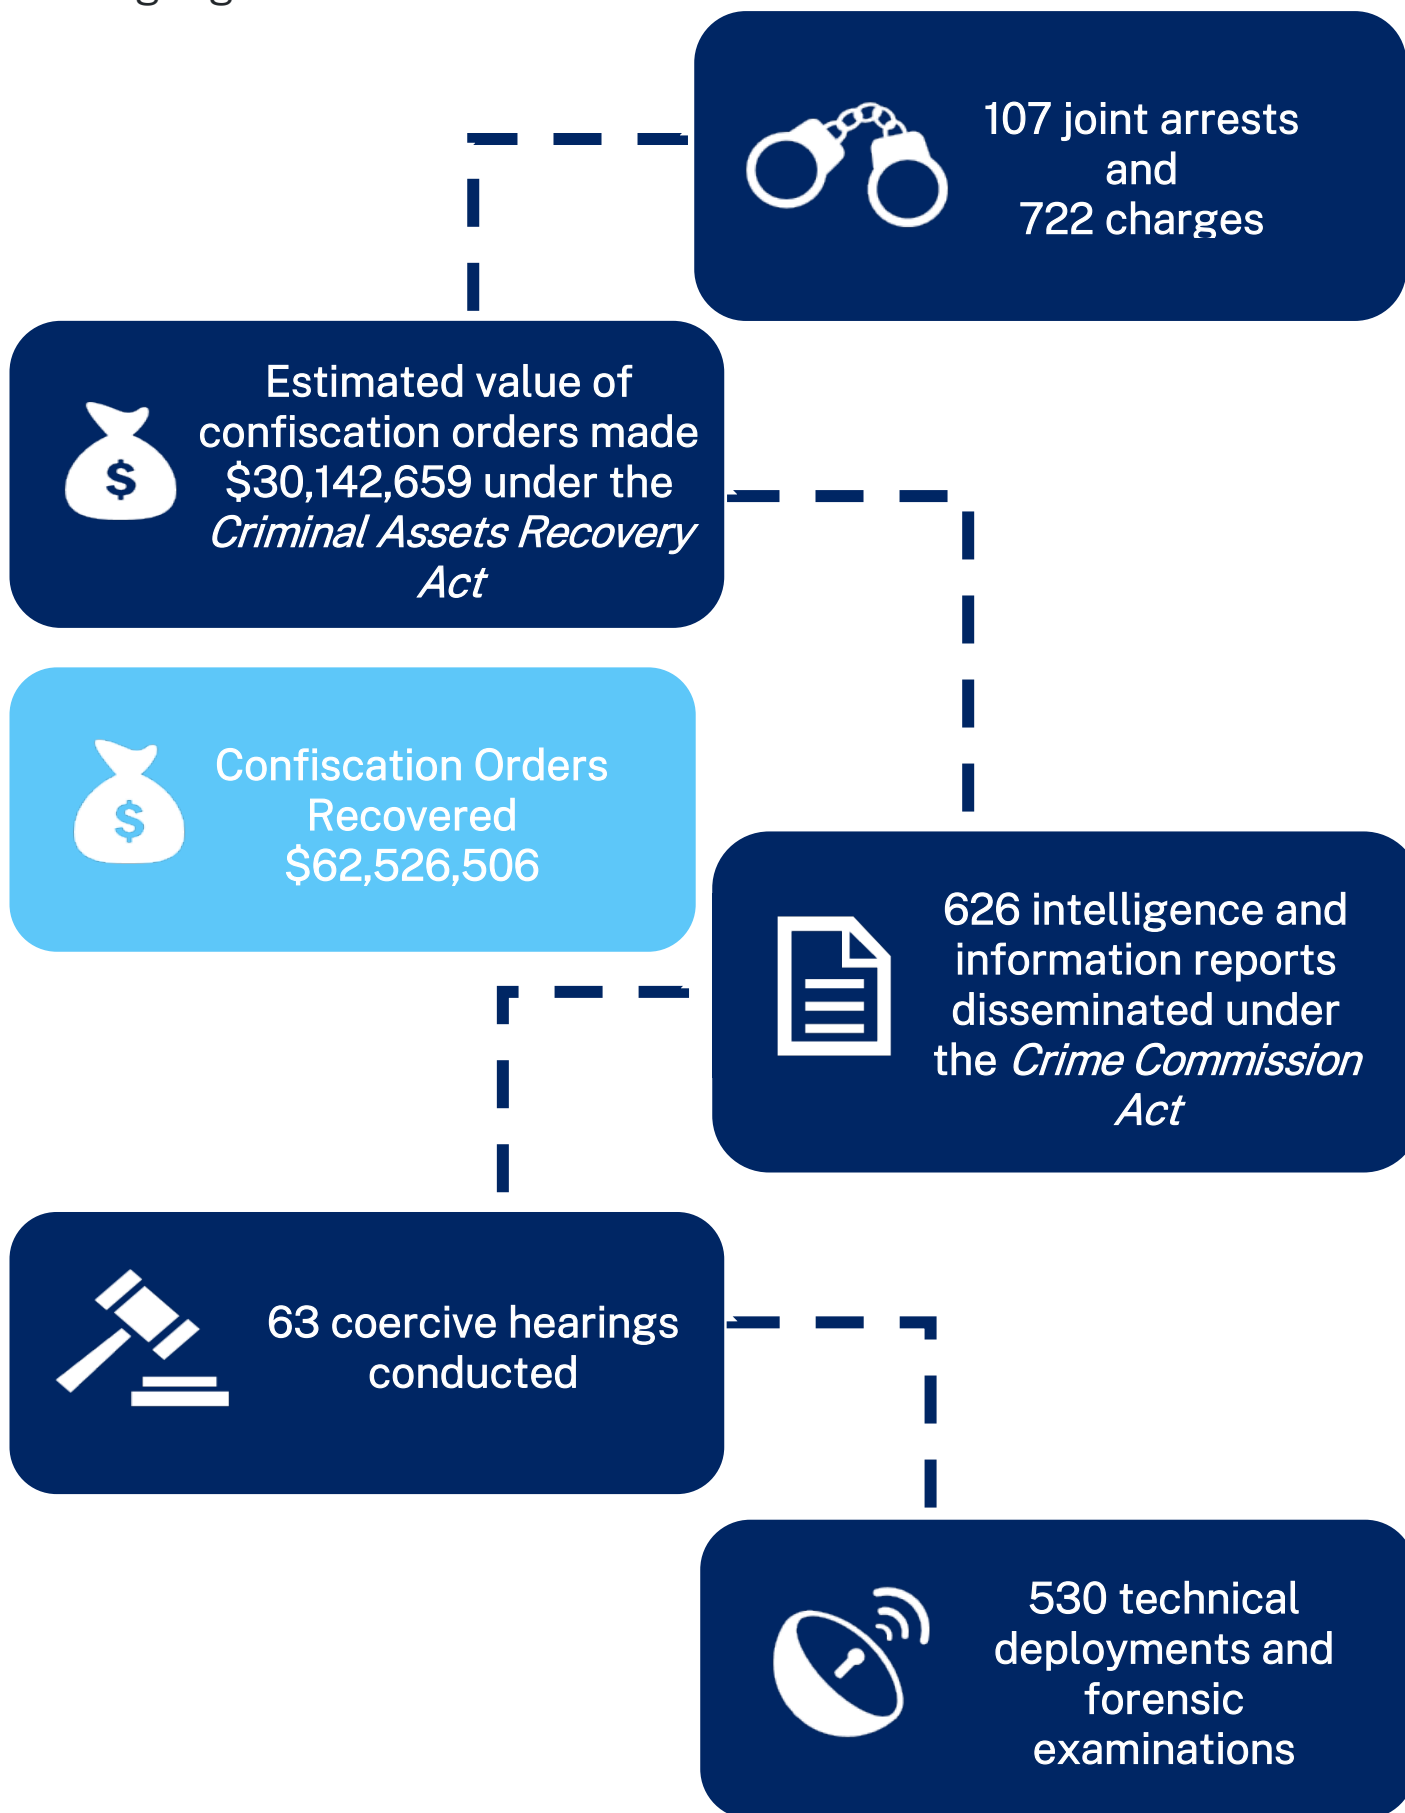 107 joint arrests
and
722 charges
Estimated value of
confiscation orders made
$30,142,659 under the
Criminal Assets Recovery
Act
$
Confiscation Orders
Recovered
$62,526,506
$
626 intelligence and
information reports
disseminated under
the Crime Commission
Act
63 coercive hearings
conducted
530 technical
deployments and
forensic
examinations